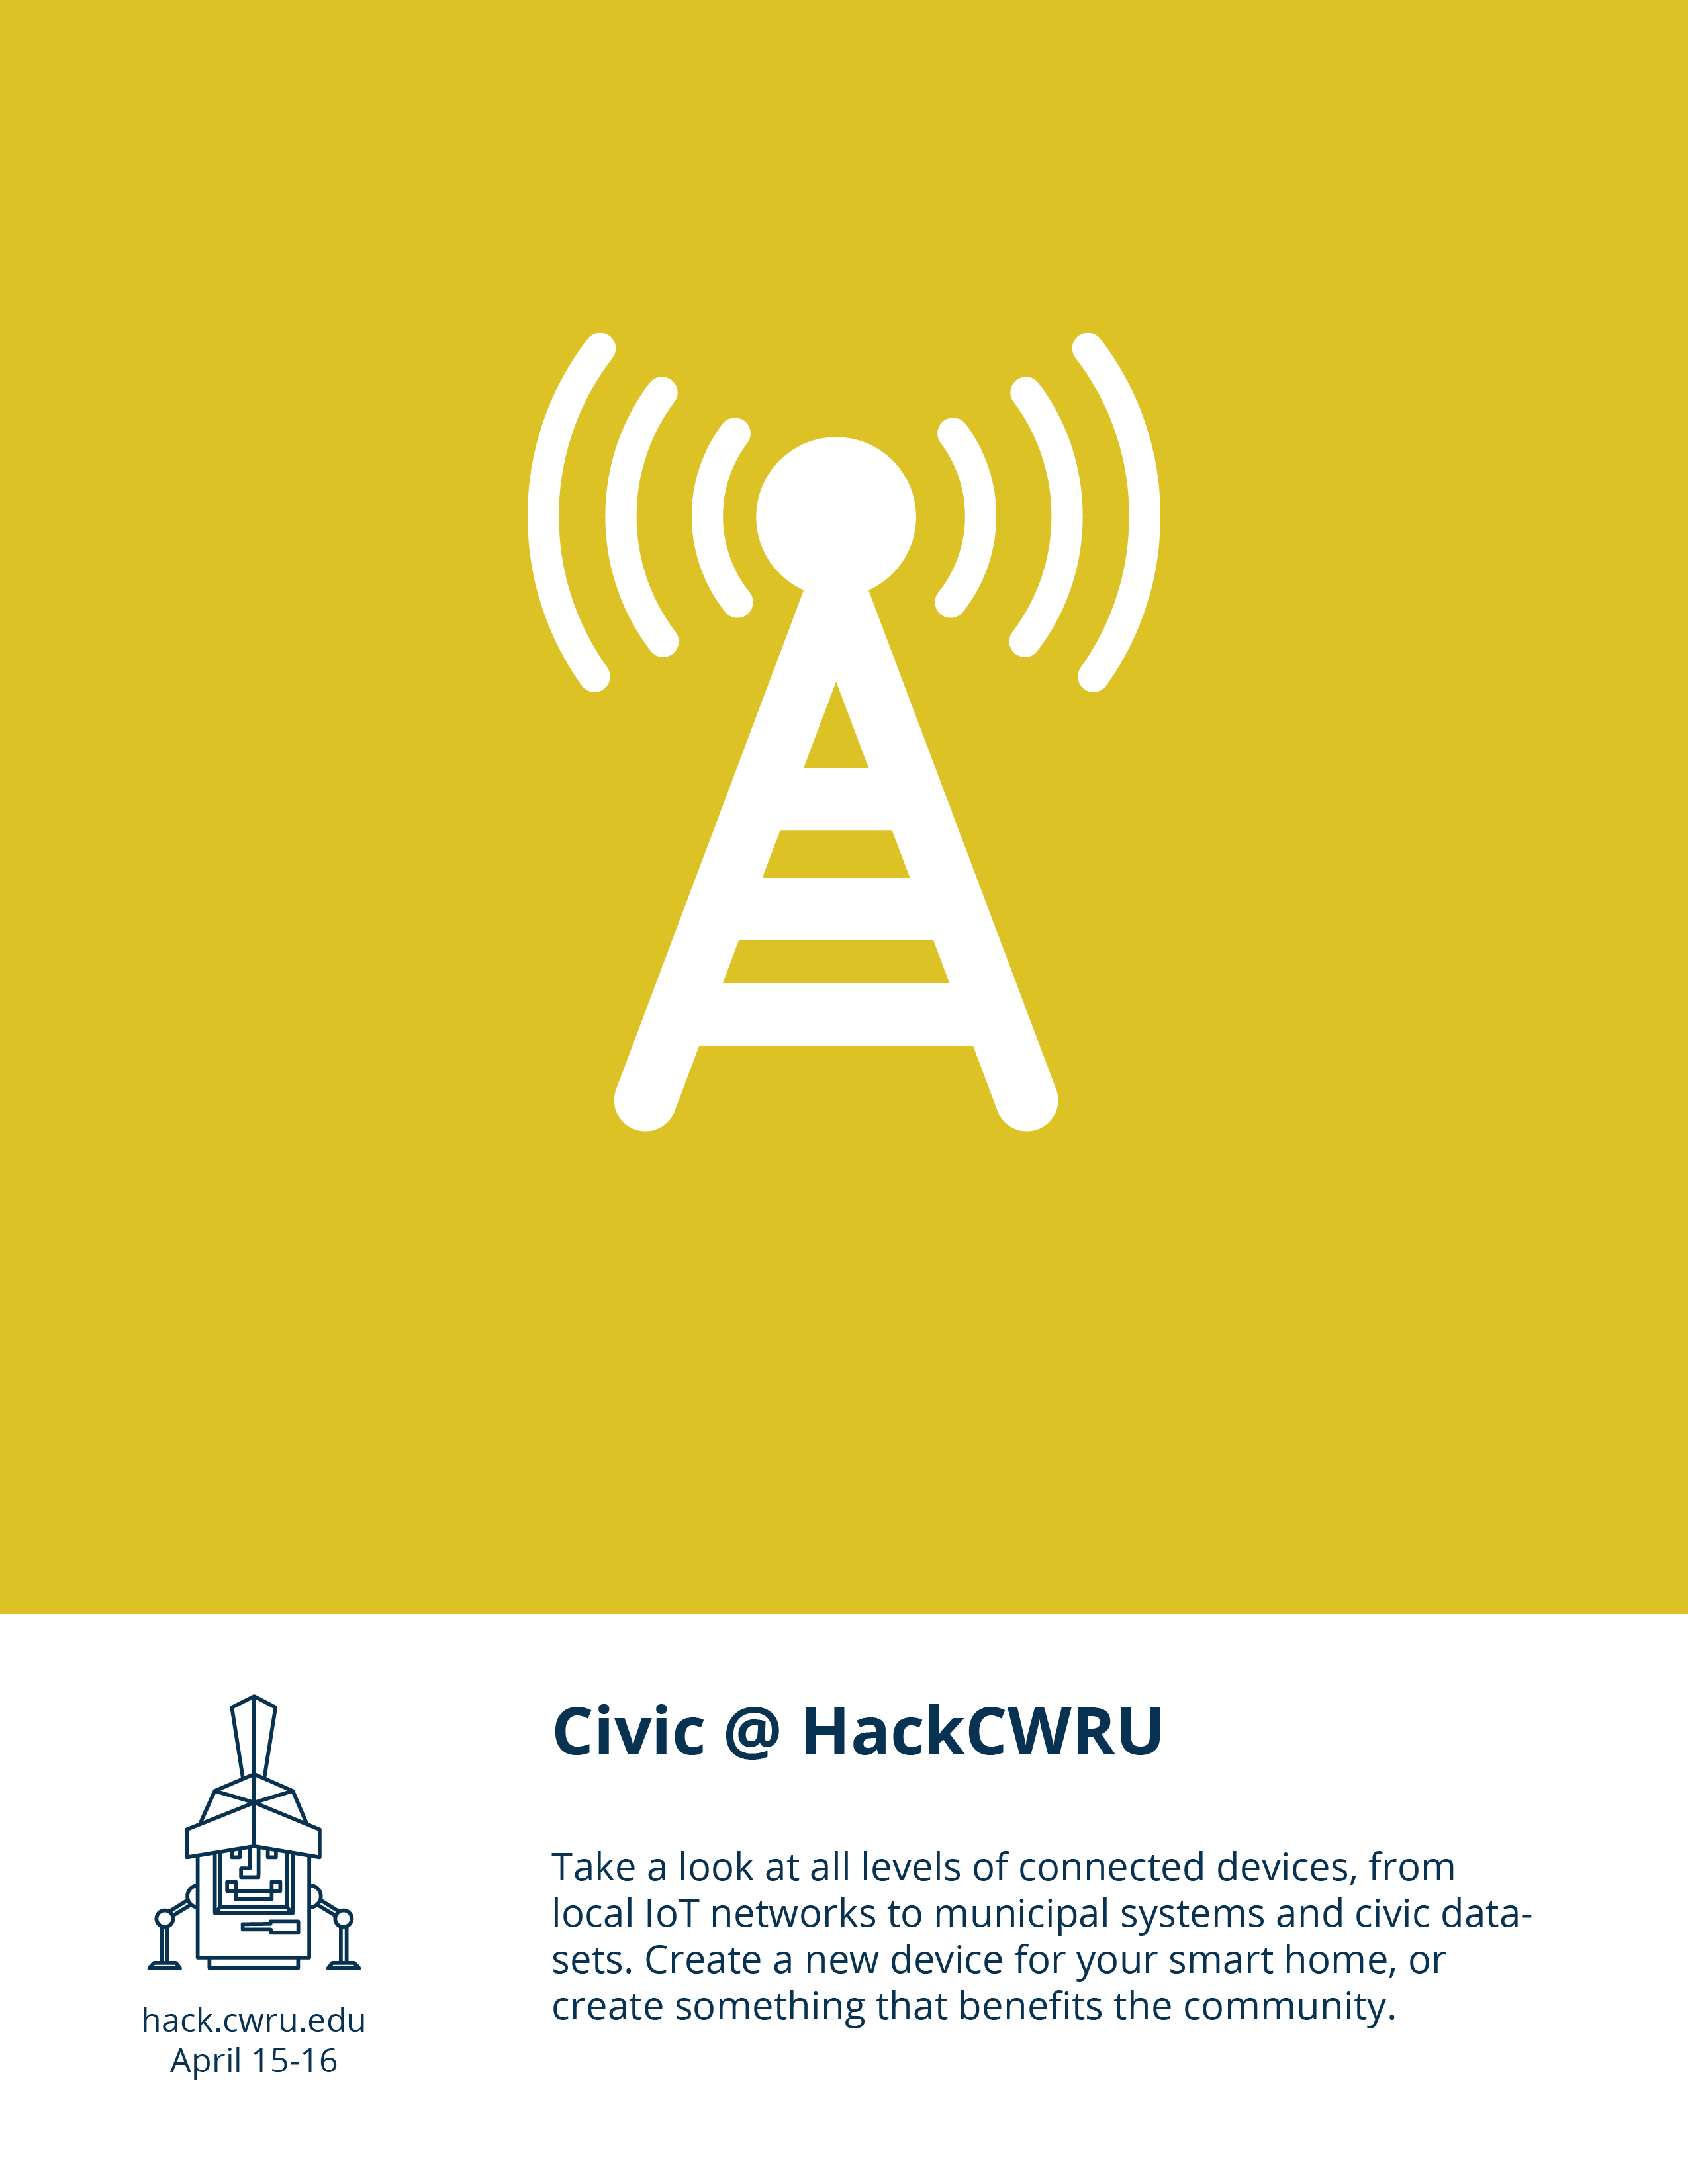 Civic @ HackCWRU
Take a look at all levels of connected devices, from
local IoT networks to municipal systems and civic data-
sets. Create a new device for your smart home, or
create something that benefits the community.
hack.cwru.edu
April 15-16